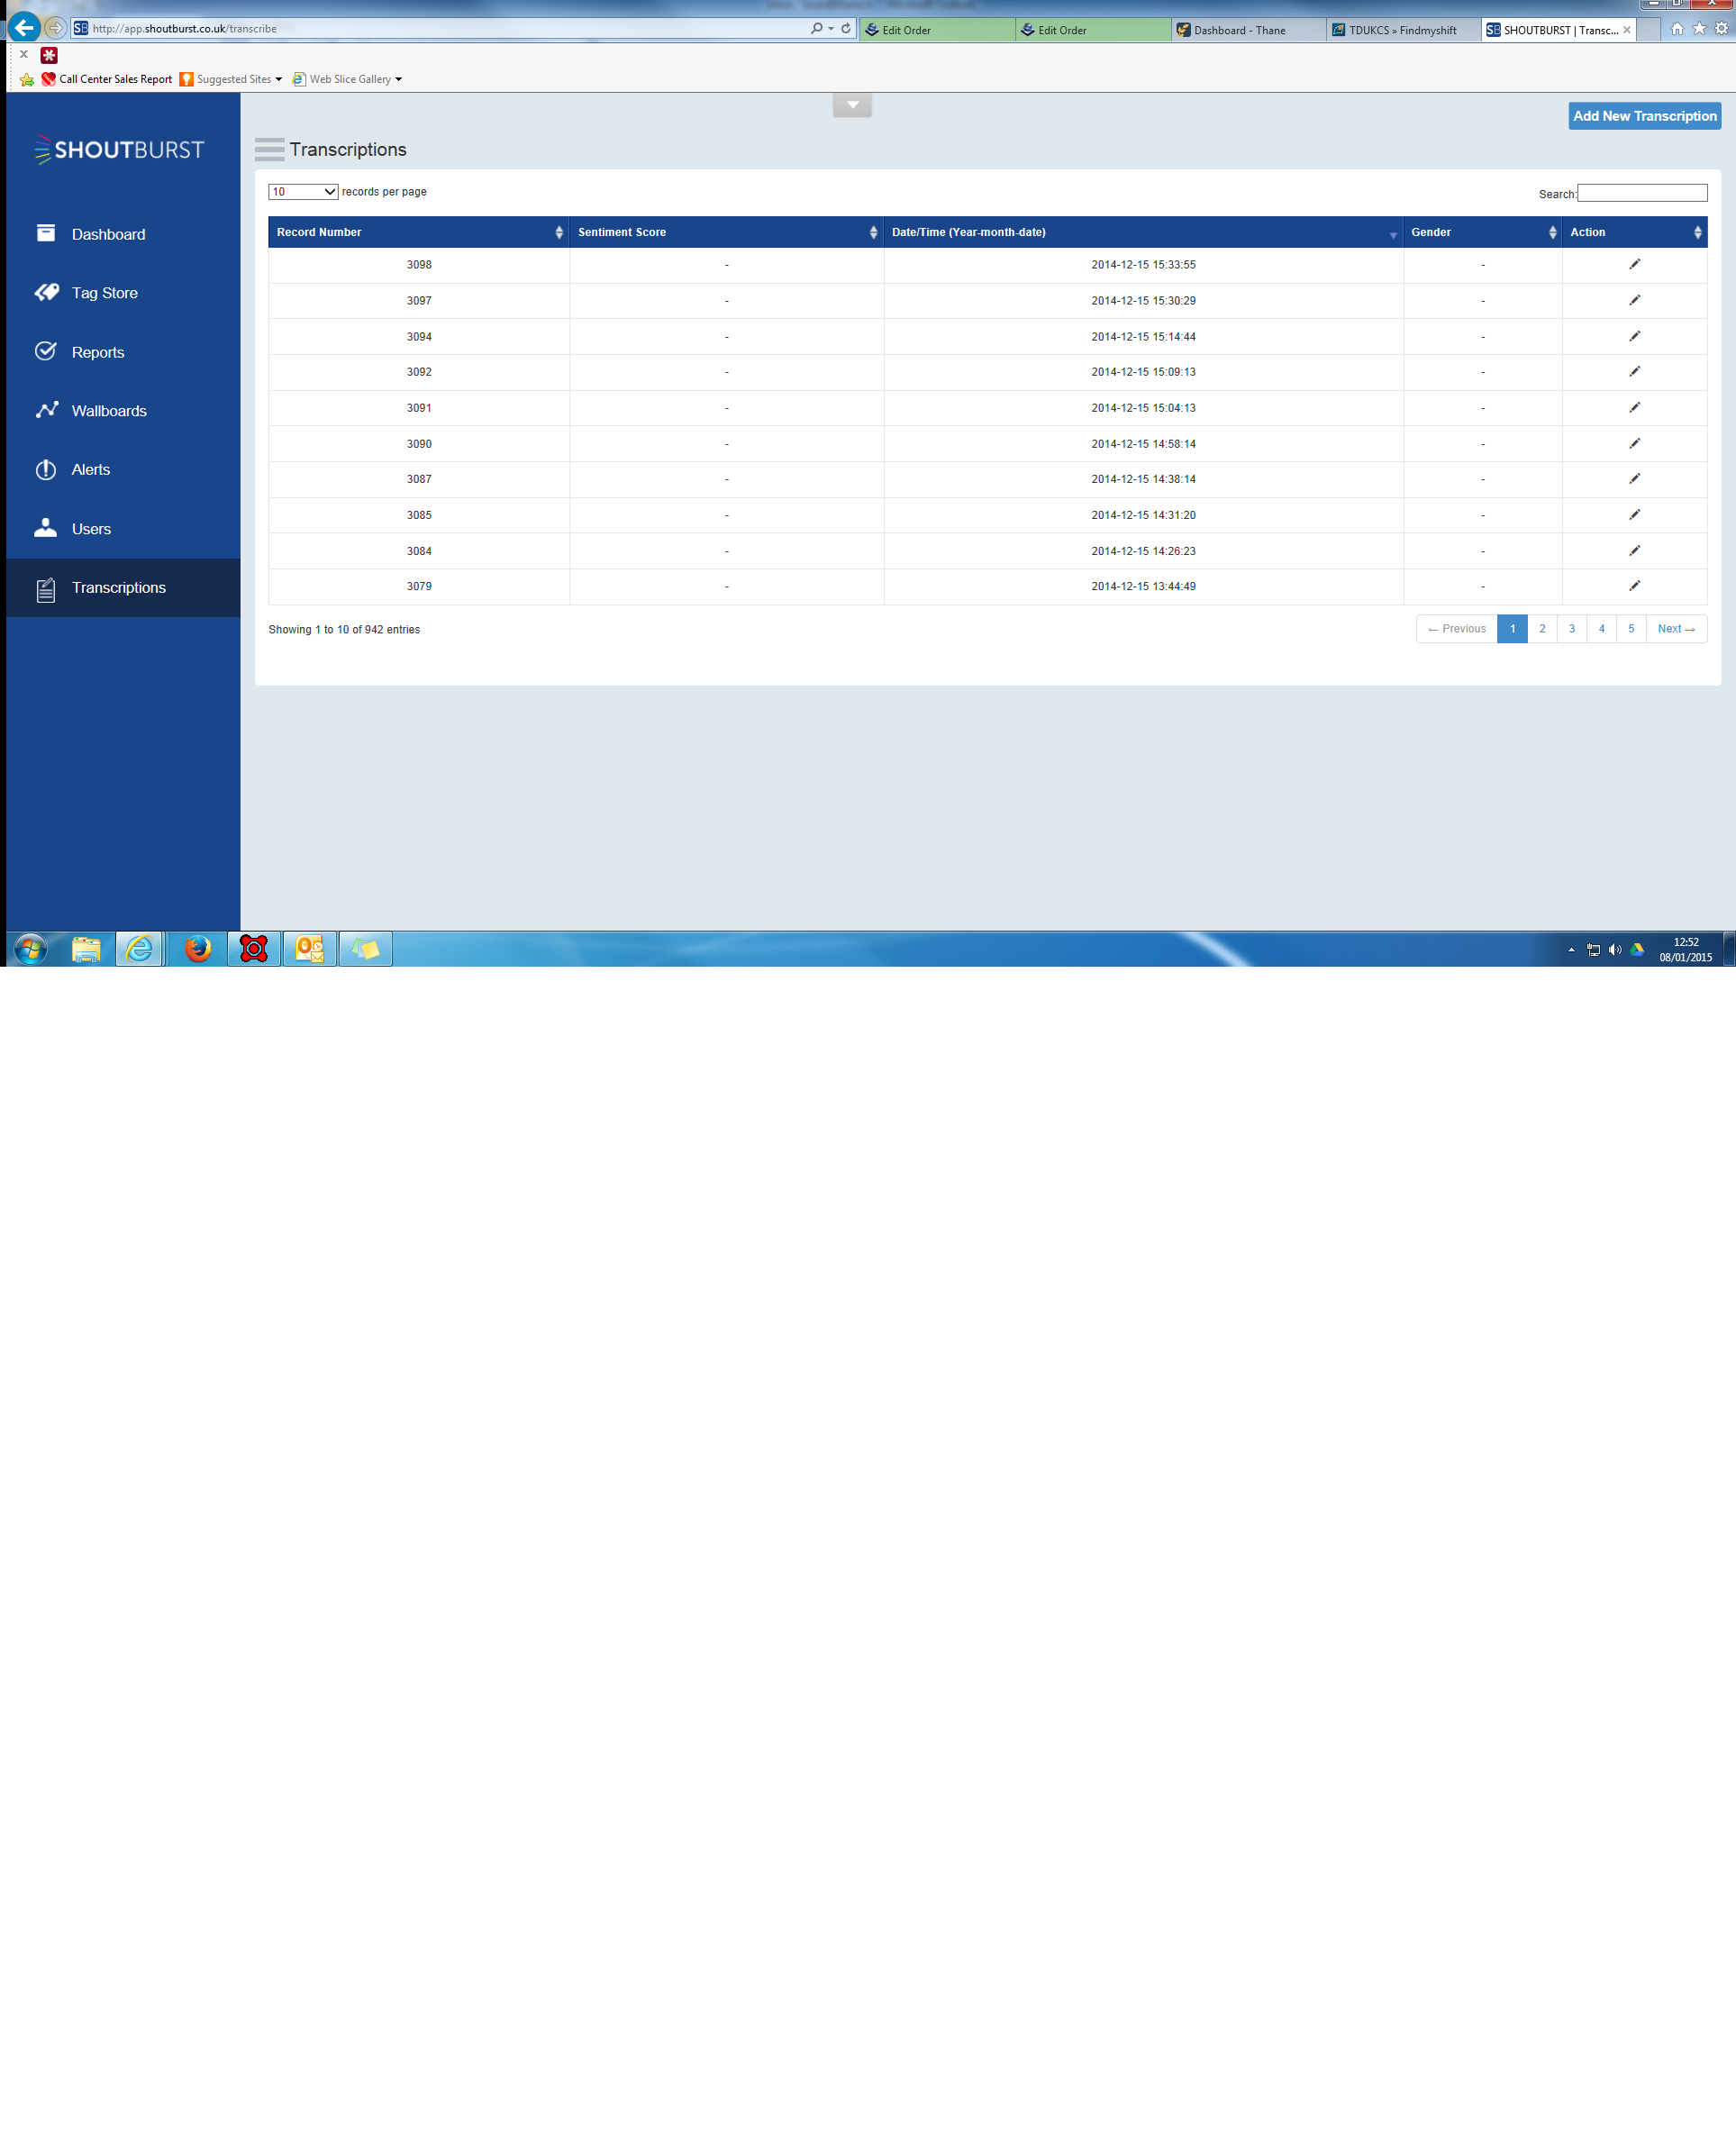 http://app.shoutburst.co.uk/transcribe
Edit Order
Edit Order
Dashboard - Thane
TDUKCS » Findmyshift
SB SHOUTBURST | Transc...
Call Center Sales Report
Suggested Sites
Web Slice Gallery
Add New Transcription
SHOUTBURST
Transcriptions
10 records per page
Search:
Dashboard
Tag Store
Reports
Wallboards
Alerts
Users
Transcriptions
Record Number Sentiment Score Date/Time (Year-month-date) Gender Action
3098 - 2014-12-15 15:33:55 -
3097 - 2014-12-15 15:30:29 -
3094 - 2014-12-15 15:14:44 -
3092 - 2014-12-15 15:09:13 -
3091 - 2014-12-15 15:04:13 -
3090 - 2014-12-15 14:58:14 -
3087 - 2014-12-15 14:38:14 -
3085 - 2014-12-15 14:31:20 -
3084 - 2014-12-15 14:26:23 -
3079 - 2014-12-15 13:44:49 -
Showing 1 to 10 of 942 entries
← Previous 1 2 3 4 5 Next →
12:52
08/01/2015